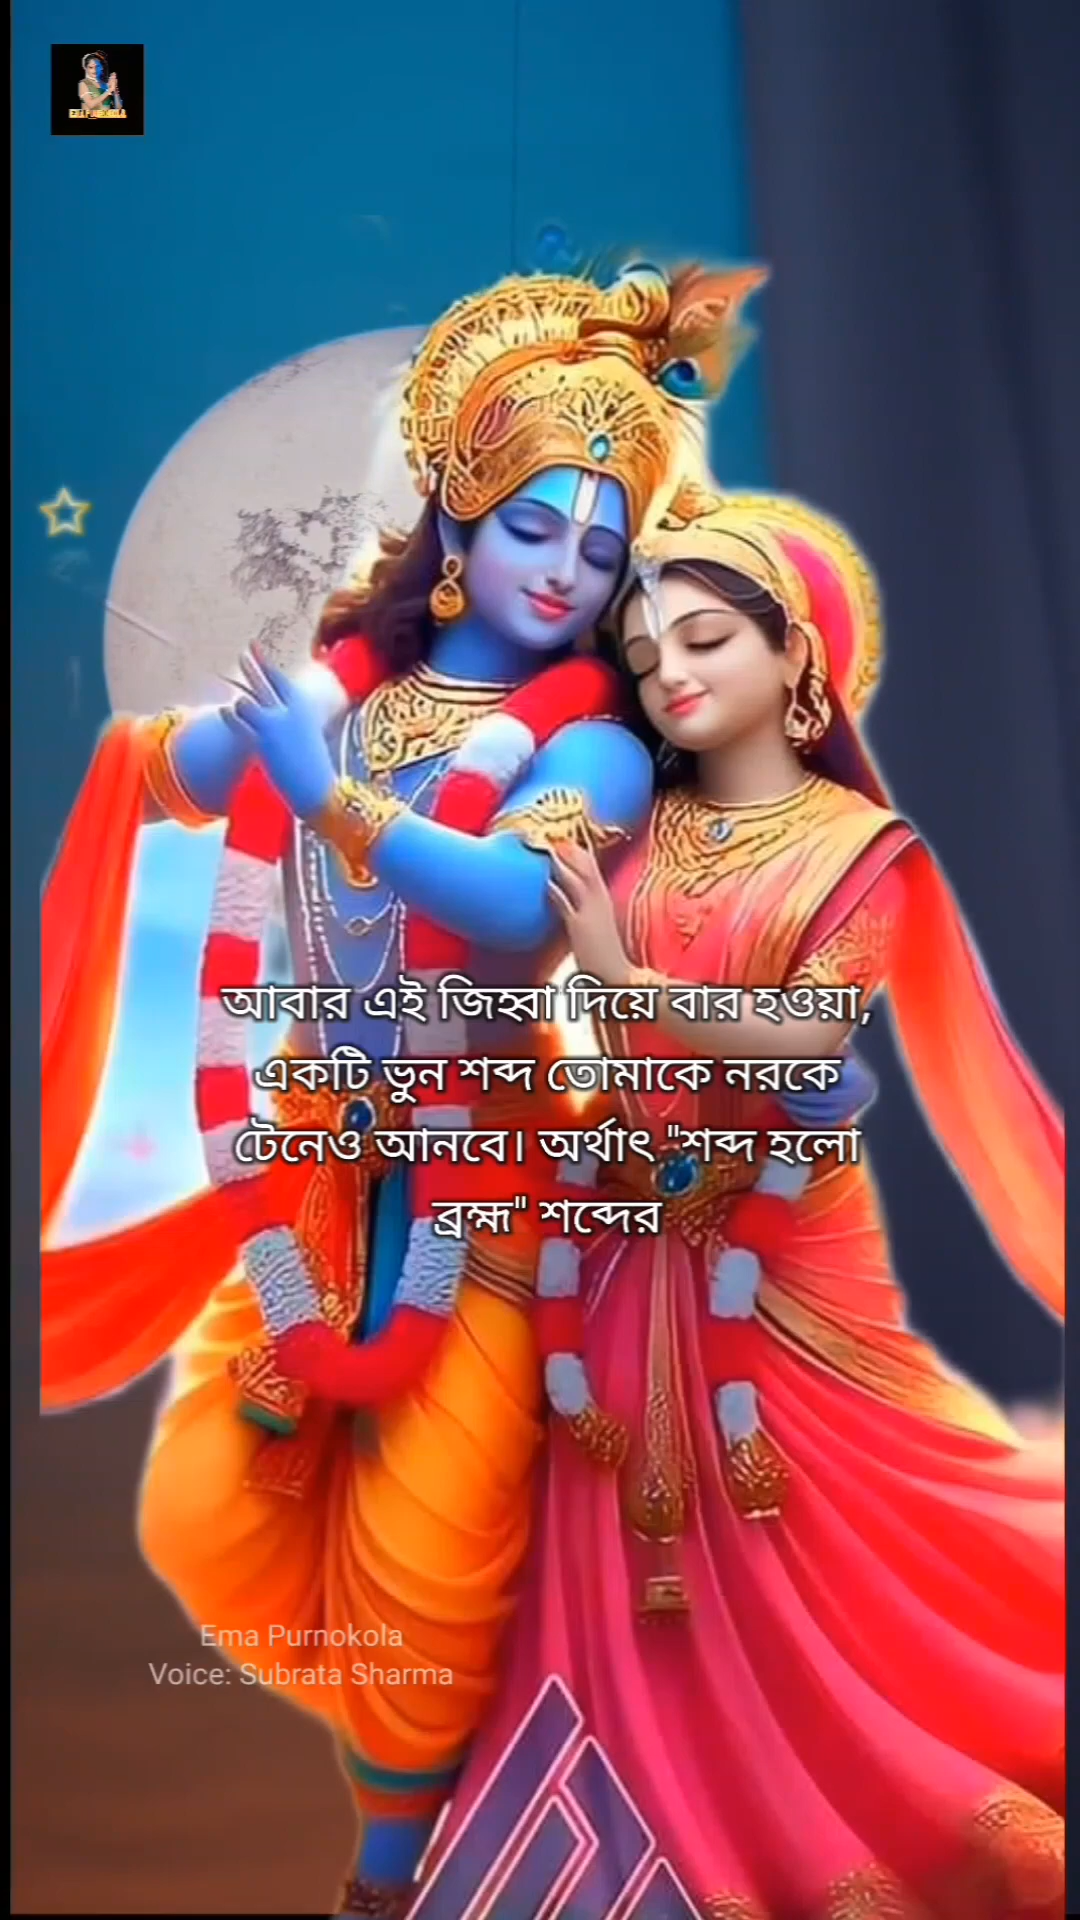 আবার এই জিহ্বা দিয়ে বার হওয়া,
একটি ভুন শব্দ তোমাকে নরকে
টেনেও আনবে। অর্থাৎ "শব্দ হলো
ব্রহ্ম" শব্দের
Ema Purnokola
Voice: Subrata Sharma